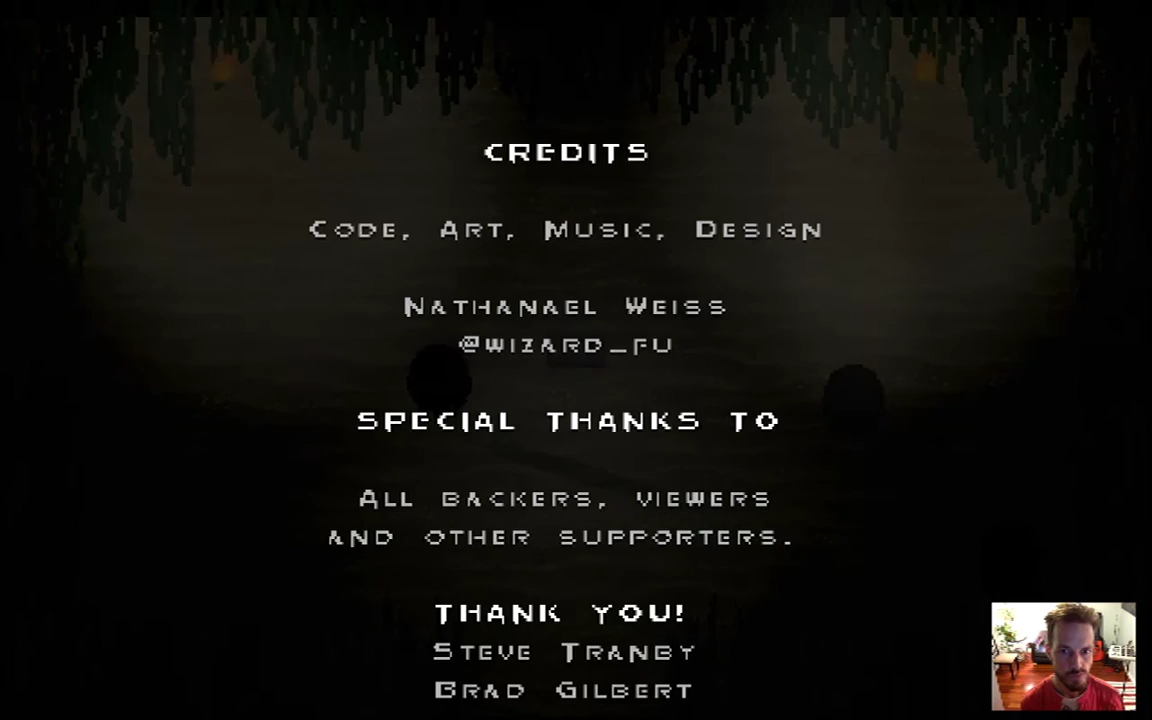 CREDITS
CODE, ART, MUSIC, DESIGN
NATHANAEL WEISS
@WIZARD_FU
SPECIAL THANKS TO
ALL BACKERS, VIEWERS
AND OTHER SUPPORTERS.
THANK YOU!
STEVE TRANBY
BRAD GILBERT